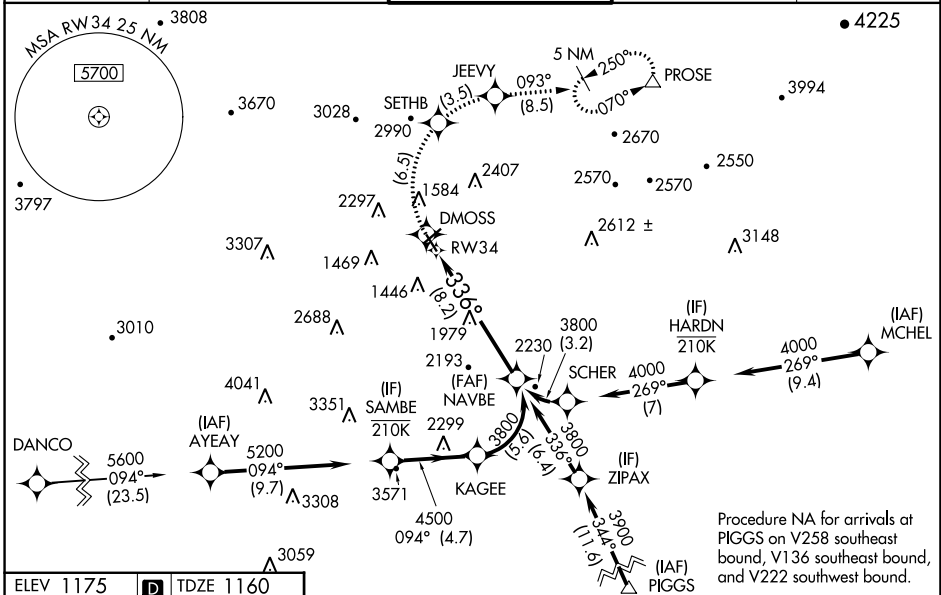 MSA RW34 25 NM
5700
3808
4225
5 NM
250°
PROSE
JEEVY
093°
(8.5)
070°
(3.5)
SETHB
3994
3670
3028
2990
2670
2550
2570
2570
3797
(6.5)
2407
1584
2297
DMOSS
2612 ±
3148
3307
RW34
1469
1446
336°
(8.2)
1979
2688
3010
(IF)
HARDN
210K
(IAF)
MCHEL
4000
269°
(9.4)
3800
(3.2)
2230
2193
SCHER
4000
269°
(7)
(FAF)
NAVBE
4041
3351
(IF)
SAMBE
210K
2299
(IAF)
AYEAY
DANCO
5600
094°
(23.5)
5200
094°
(9.7)
3800
(5.6)
3800
336°
(6.4)
(IF)
ZIPAX
KAGEE
3571
3308
4500
094° (4.7)
3900
344°
(11.6)
(IAF)
PIGGS
3059
Procedure NA for arrivals at
PIGGS on V258 southeast
bound, V136 southeast bound,
and V222 southwest bound.
ELEV 1175
D
TDZE 1160